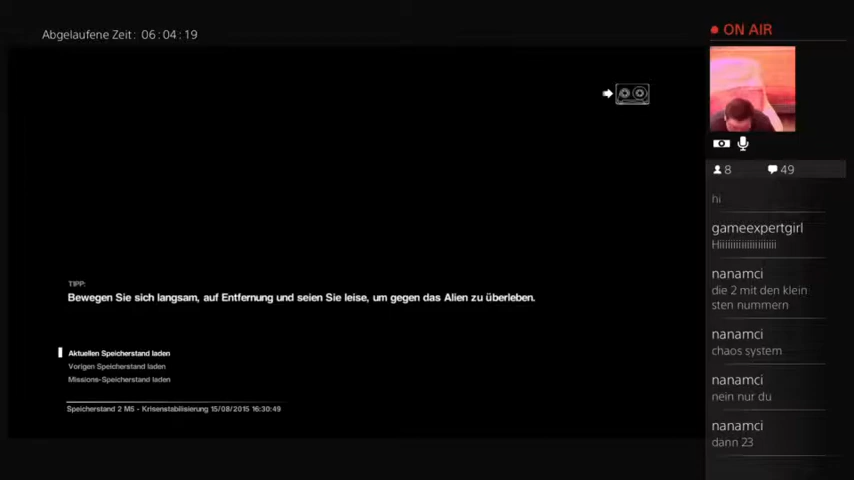 Abgelaufene Zeit: 06:04:19
ON AIR
8
49
hi
gameexpertgirl
nanamci
die 2 mit den klein
sten nummern
nanamci
chaos system
nanamci
nein nur du
nanamci
dann 23
TIPP:
Bewegen Sie sich langsam, auf Entfernung und seien Sie leise, um gegen das Alien zu überleben.
Aktuellen Speicherstand laden
Vorigen Speicherstand laden
Missions-Speicherstand laden
Speicherstand 2 M5 - Krisenstabilisierung 15/08/2015 16:30:49